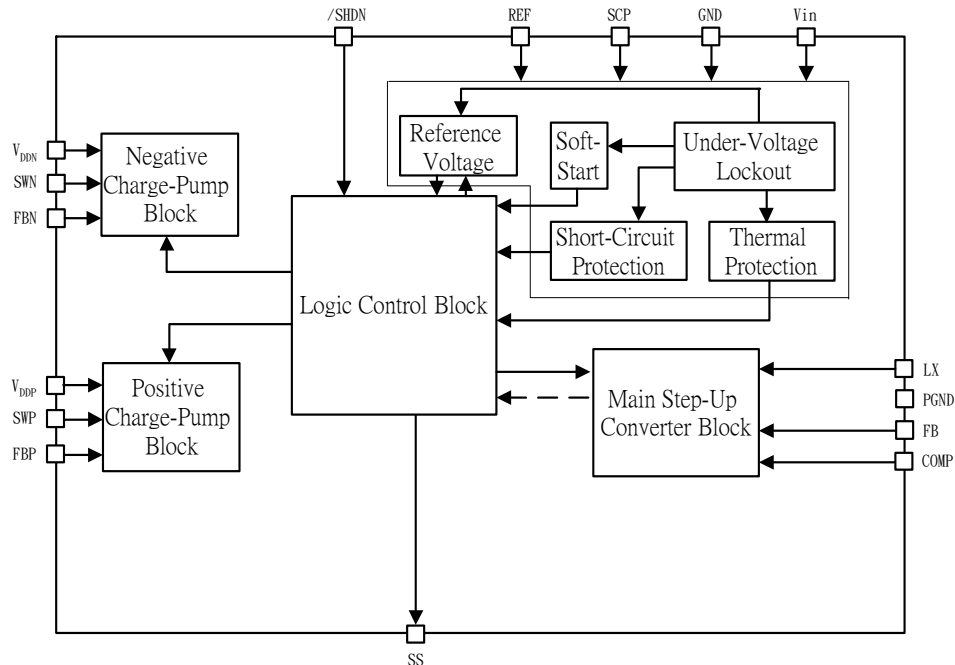 /SHDN
REF
SCP
GND
Vin
Reference
Voltage
Soft-
Start
Under-Voltage
Lockout
VDDN
SWN
FBN
Negative
Charge-Pump
Block
Short-Circuit
Protection
Thermal
Protection
Logic Control Block
VDDP
SWP
FBP
Positive
Charge-Pump
Block
Main Step-Up
Converter Block
LX
PGND
FB
COMP
SS